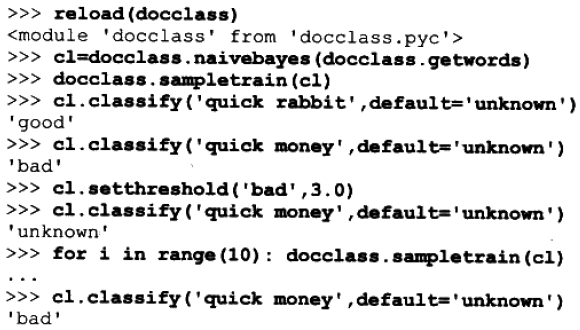 >>> reload(docclass)
<module 'docclass' from 'docclass.pyc'>
>>> cl=docclass.naivebayes(docclass.getwords)
>>> docclass.sampletrain(cl)
>>> cl.classify('quick rabbit',default='unknown')
'good'
>>> cl.classify('quick money',default='unknown')
'bad'
>>> cl.setthreshold('bad',3.0)
>>> cl.classify('quick money',default='unknown')
'unknown'
>>> for i in range(10): docclass.sampletrain(cl)
...
>>> cl.classify('quick money',default='unknown')
'bad'